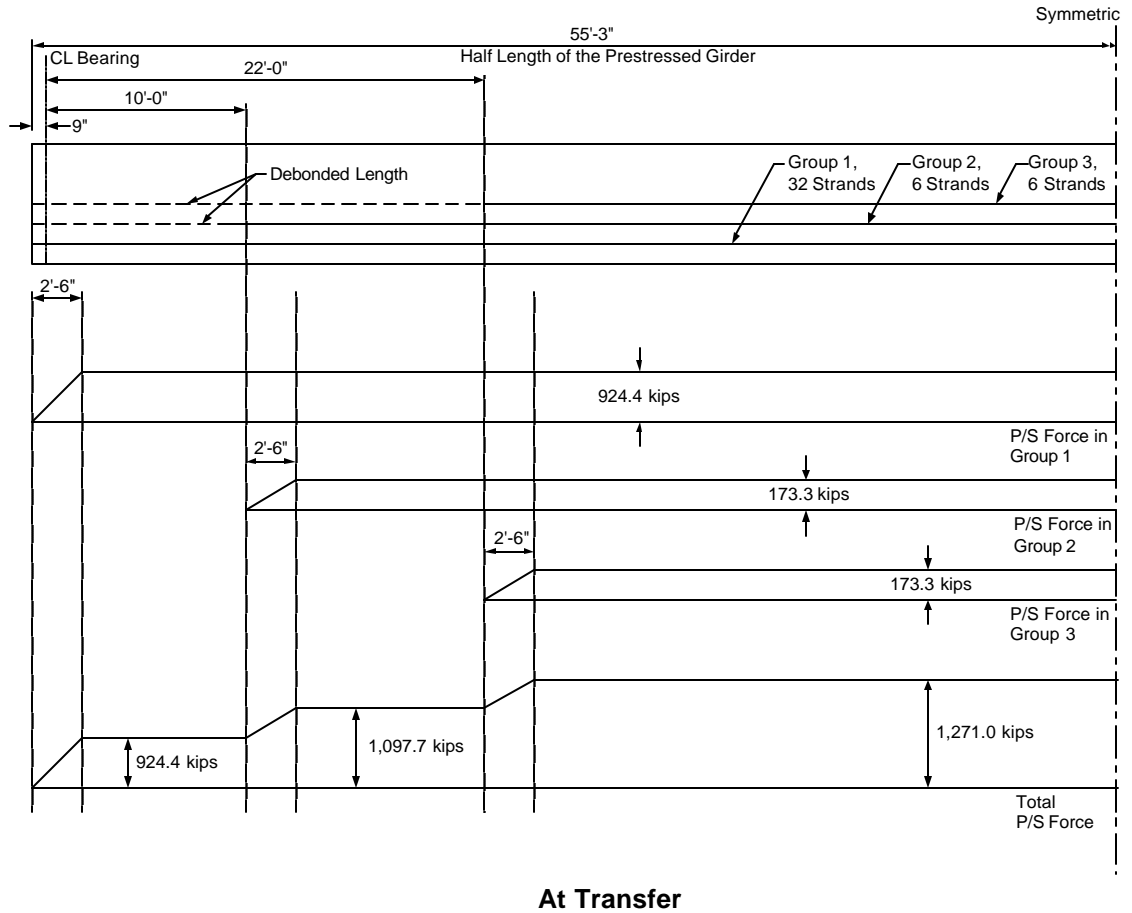 Symmetric
55'-3"
CL Bearing
Half Length of the Prestressed Girder
22'-0"
10'-0"
9"
Debonded Length
Group 1,
32 Strands
Group 2,
6 Strands
Group 3,
6 Strands
2'-6"
924.4 kips
P/S Force in
Group 1
2'-6"
173.3 kips
P/S Force in
Group 2
2'-6"
173.3 kips
P/S Force in
Group 3
924.4 kips
1,097.7 kips
1,271.0 kips
Total
P/S Force
At Transfer